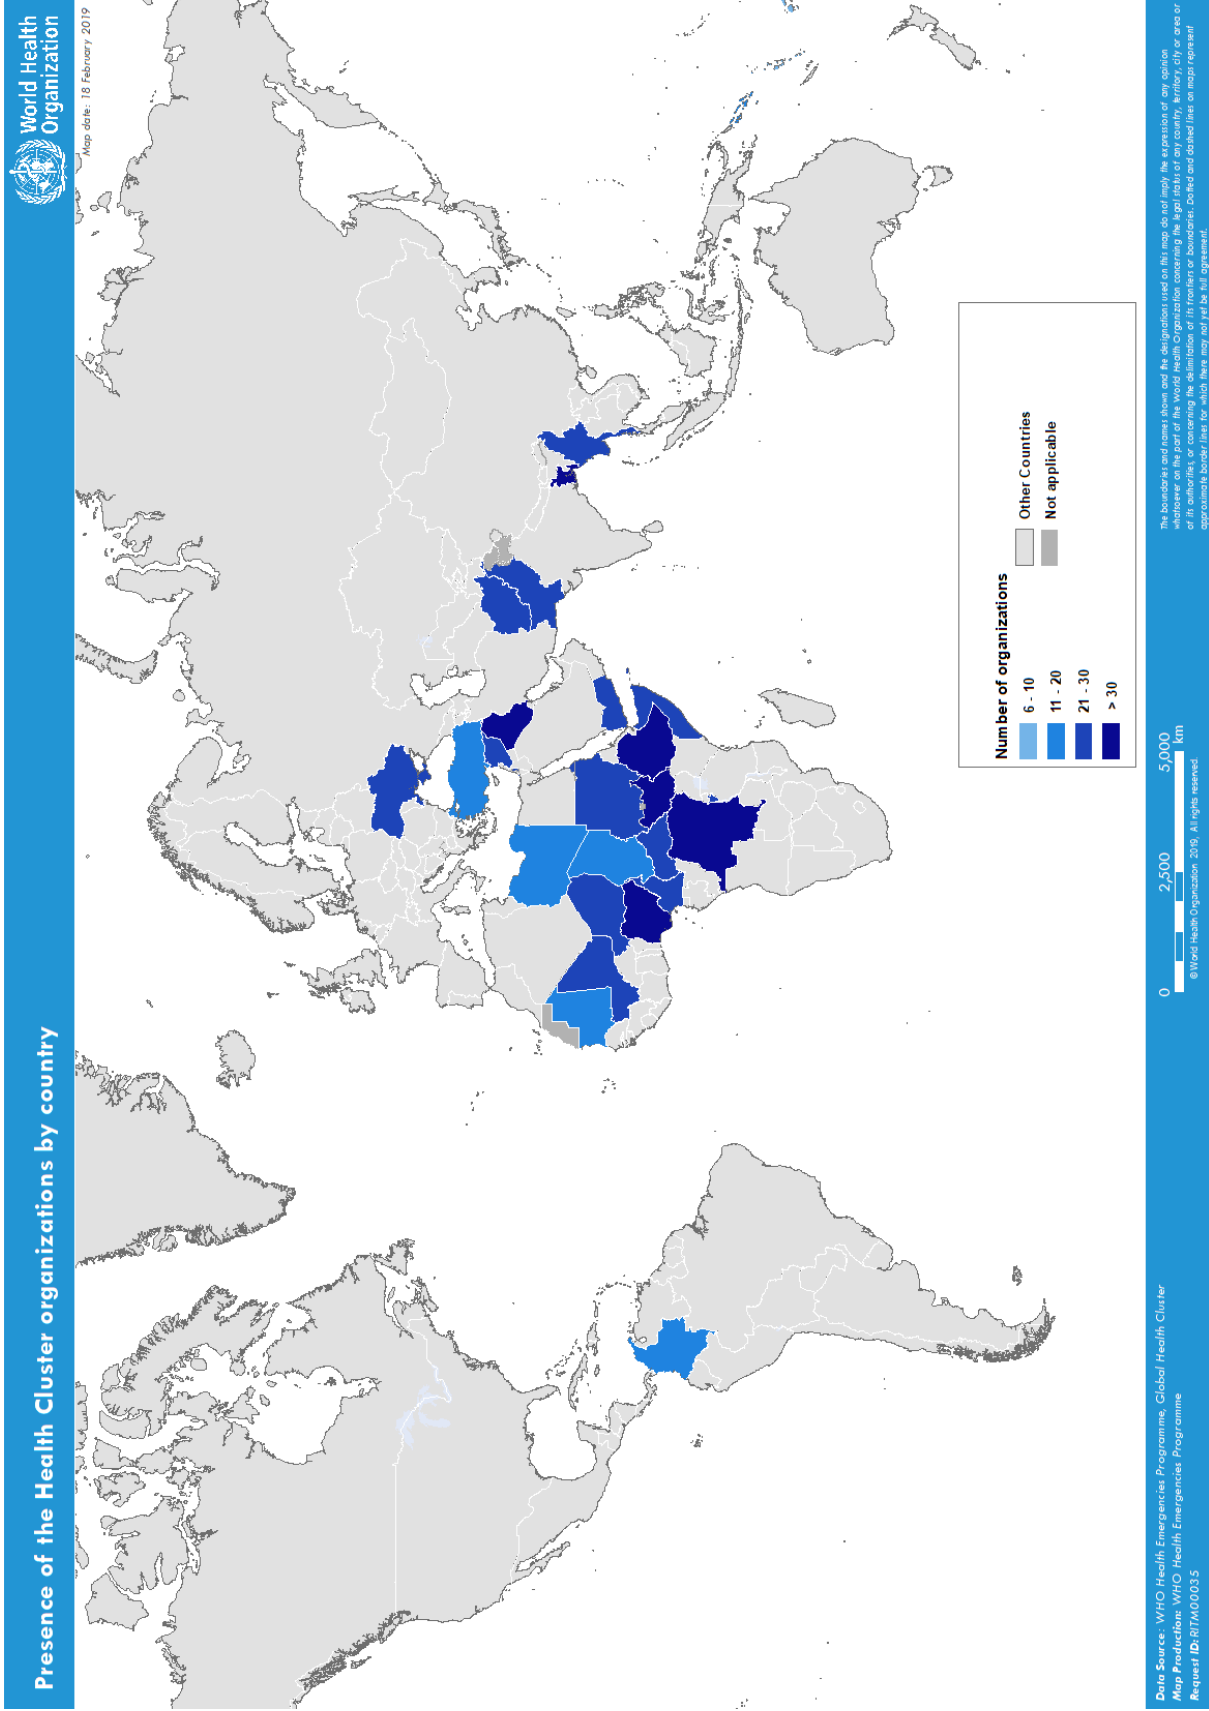 Presence of the Health Cluster organizations by country
World Health
Organization
Map date: 18 February 2019
Number of organizations
6 - 10
11 - 20
21 - 30
> 30
Other Countries
Not applicable
Data Source: WHO Health Emergencies Programme, Global Health Cluster
Map Production: WHO Health Emergencies Programme
Request ID: RITM00035
0 2,500 5,000
km
© World Health Organization 2019, All rights reserved.
The boundaries and names shown and the designations used on this map do not imply the expression of any opinion
whatsoever on the part of the World Health Organization concerning the legal status of any country, territory, city or area or
of its authorities, or concerning the delimitation of its frontiers or boundaries. Dotted and dashed lines on maps represent
approximate border lines for which there may not yet be full agreement.